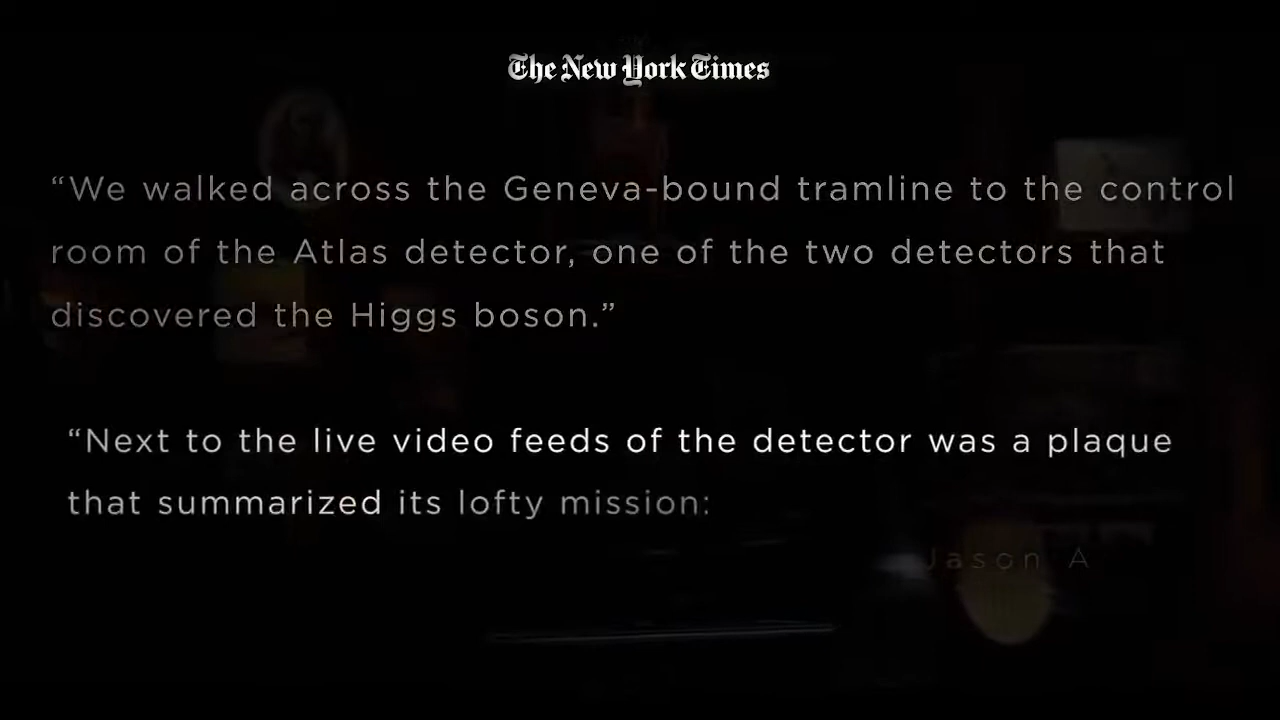 The New York Times
“We walked across the Geneva-bound tramline to the control
room of the Atlas detector, one of the two detectors that
discovered the Higgs boson.”
“Next to the live video feeds of the detector was a plaque
that summarized its lofty mission:
Jason A